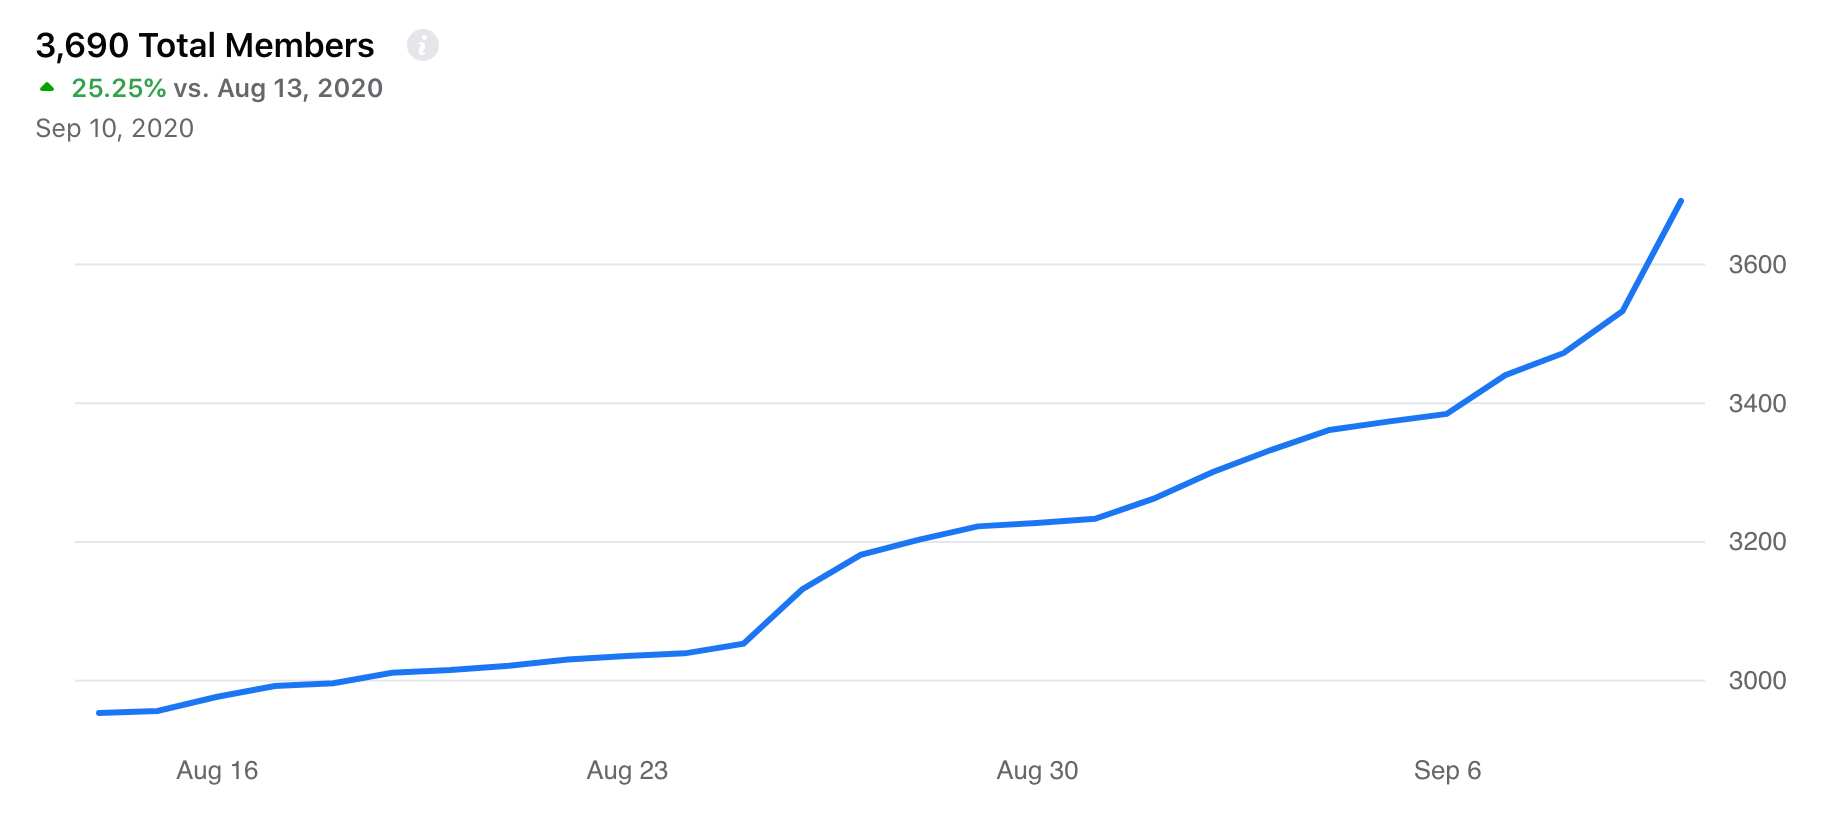 3,690 Total Members
25.25% vs. Aug 13, 2020
Sep 10, 2020
3600
3400
3200
3000
Aug 16 Aug 23 Aug 30 Sep 6